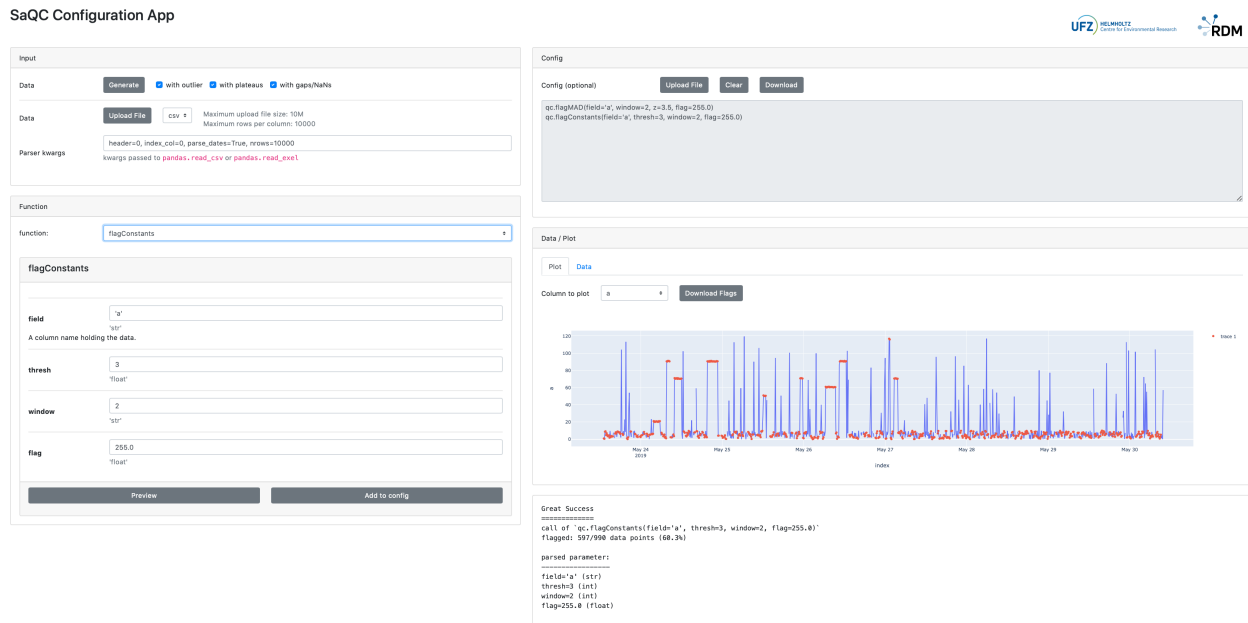 SaQC Configuration App
UFZ HELMHOLTZ
Centre for Environmental Research
RDM
Input
Data
Generate
with outlier
with plateaus
with gaps/NaNs
Data
Upload File
csv
Maximum upload file size: 10M
Maximum rows per column: 10000
Parser kwargs
header=0, index_col=0, parse_dates=True, nrows=10000
kwargs passed to pandas.read_csv or pandas.read_exel
Function
function:
flagConstants
flagConstants
field
'a'
'str'
A column name holding the data.
thresh
3
'float'
window
2
'str'
flag
255.0
'float'
Preview
Add to config
Config
Config (optional)
Upload File
Clear
Download
qc.flagMAD(field='a', window=2, z=3.5, flag=255.0)
qc.flagConstants(field='a', thresh=3, window=2, flag=255.0)
Data / Plot
Plot
Data
Column to plot
a
Download Flags
120
100
80
60
40
20
0
a
May 24
2019
May 25
May 26
May 27
May 28
May 29
May 30
index
trace 1
Great Success
=============
call of `qc.flagConstants(field='a', thresh=3, window=2, flag=255.0)`
flagged: 597/990 data points (60.3%)
parsed parameter:
-----------------
field='a' (str)
thresh=3 (int)
window=2 (int)
flag=255.0 (float)